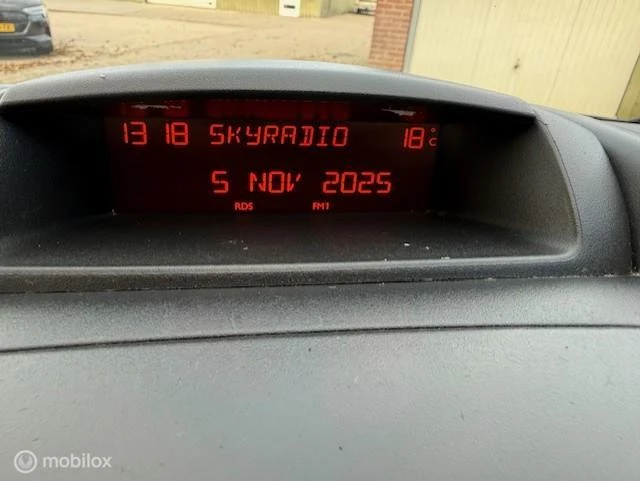 13 18 SKYRADIO 18°C
5 NOV 2025
RDS FM1
mobilox